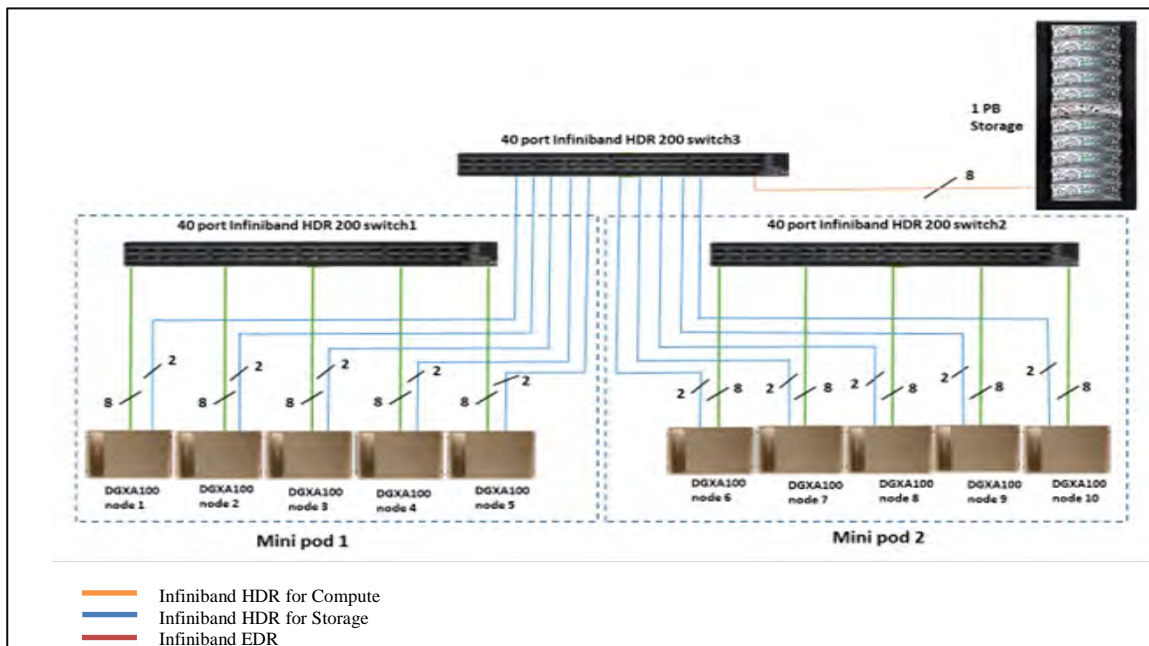 1 PB
Storage
40 port Infiniband HDR 200 switch3
8
40 port Infiniband HDR 200 switch1
40 port Infiniband HDR 200 switch2
2
2
2
2
2
8
8
8
8
8
2
8
2
8
2
8
2
8
2
8
DGXA100
node 1
DGXA100
node 2
DGXA100
node 3
DGXA100
node 4
DGXA100
node 5
DGXA100
node 6
DGXA100
node 7
DGXA100
node 8
DGXA100
node 9
DGXA100
node 10
Mini pod 1
Mini pod 2
Infiniband HDR for Compute
Infiniband HDR for Storage
Infiniband EDR